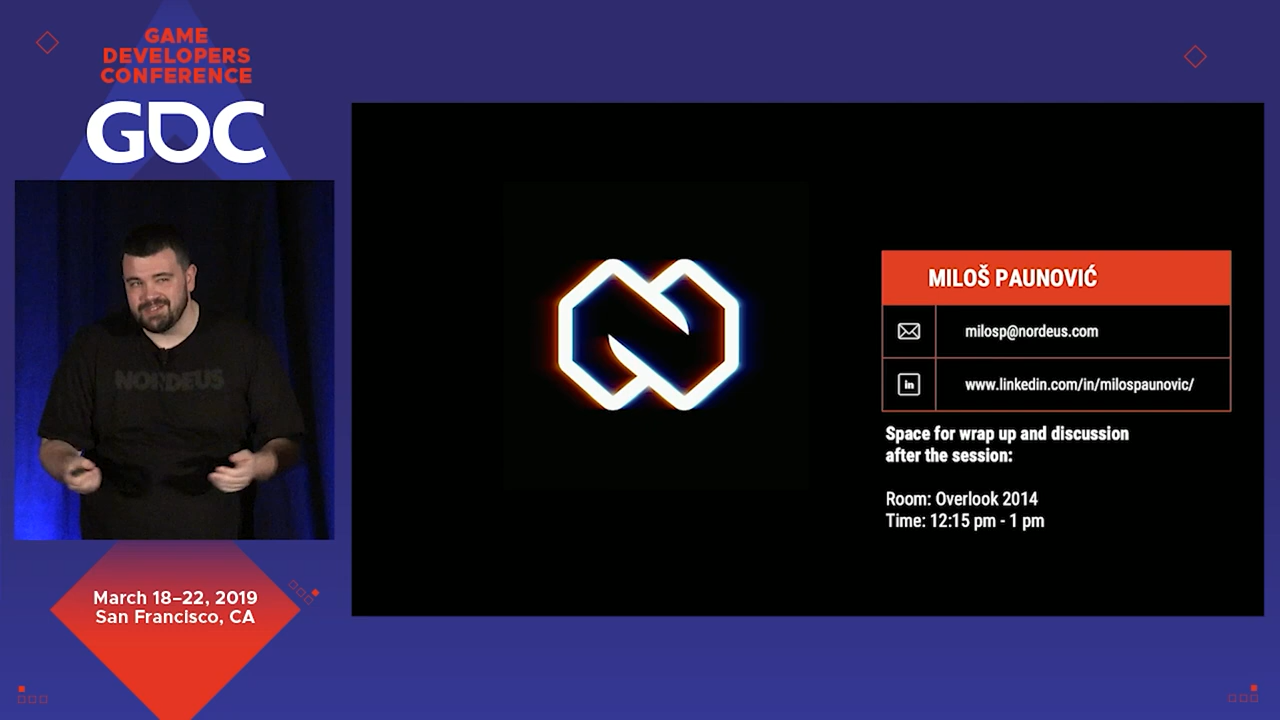 GAME
DEVELOPERS
CONFERENCE
GDC
NORDEUS
March 18–22, 2019
San Francisco, CA
MILOŠ PAUNOVIĆ
milosp@nordeus.com
in
www.linkedin.com/in/milospaunovic/
Space for wrap up and discussion
after the session:
Room: Overlook 2014
Time: 12:15 pm - 1 pm